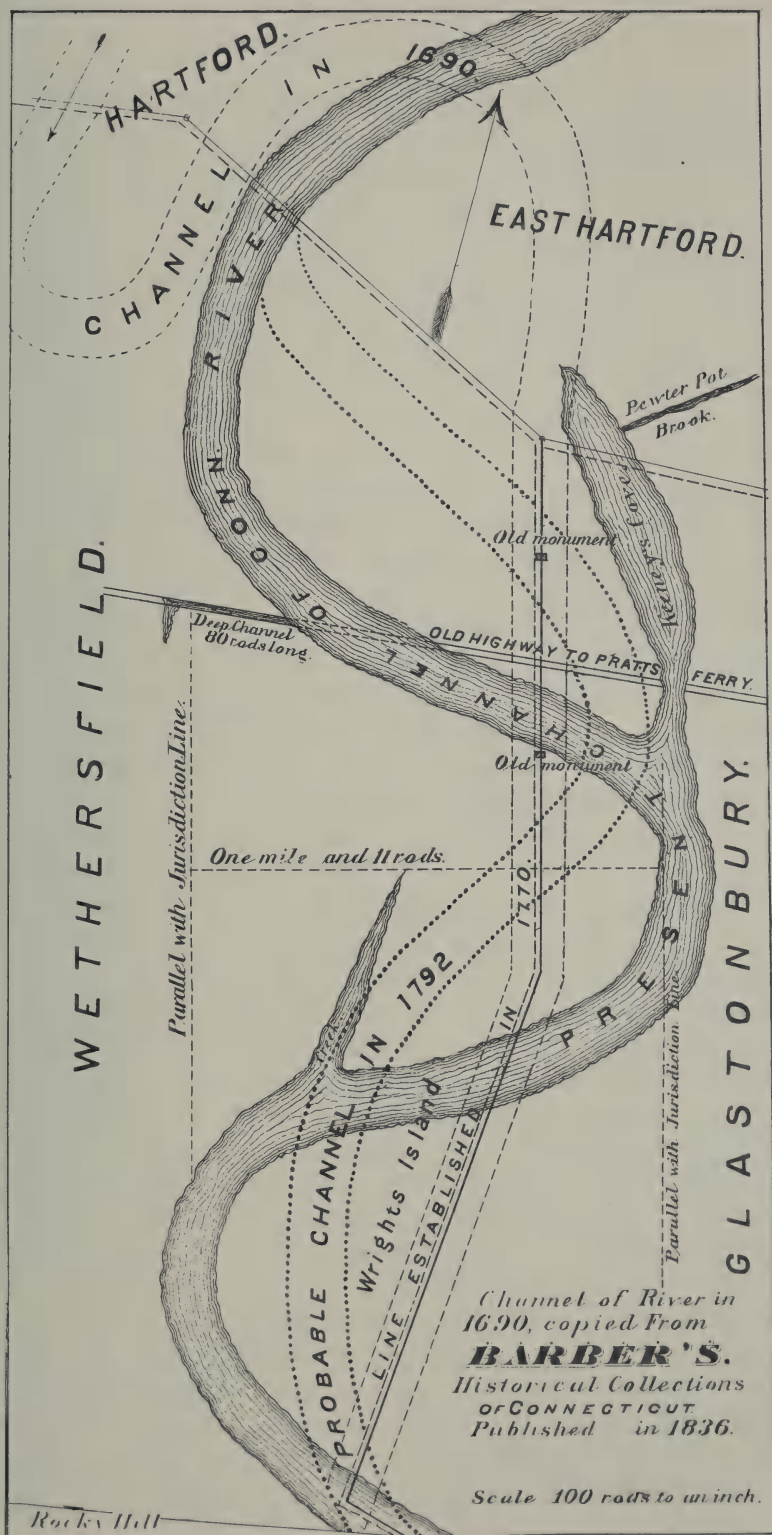 HARTFORD.
CHANNEL IN 1690.
EAST HARTFORD.
Pewter Pot
Brook.
Keeney's Cove
Old monument
WETHERSFIELD.
Deep Channel
80 rods long.
OLD HIGHWAY TO PRATTS FERRY.
PRESENT CHANNEL OF CONN RIVER
Old monument
GLASTONBURY.
Parallel with Jurisdiction Line.
One mile and 11 rods.
LINE ESTABLISHED IN 1770.
PROBABLE CHANNEL IN 1792
Wrights Island
Parallel with Jurisdiction Line
Channel of River in
1690, copied From
BARBER'S.
Historical Collections
OF CONNECTICUT
Published in 1836.
Scale 100 rods to an inch.
Rocky Hill